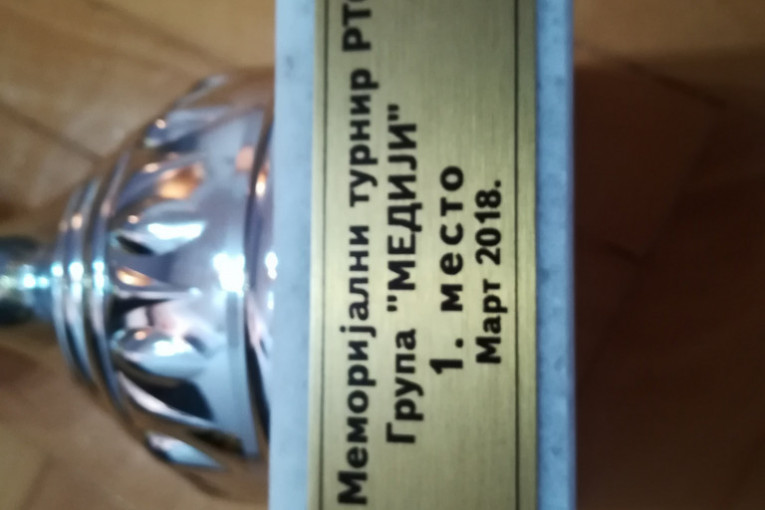 Меморијални турнир
Група "МЕДИЈИ"
1. место
Март 2018.